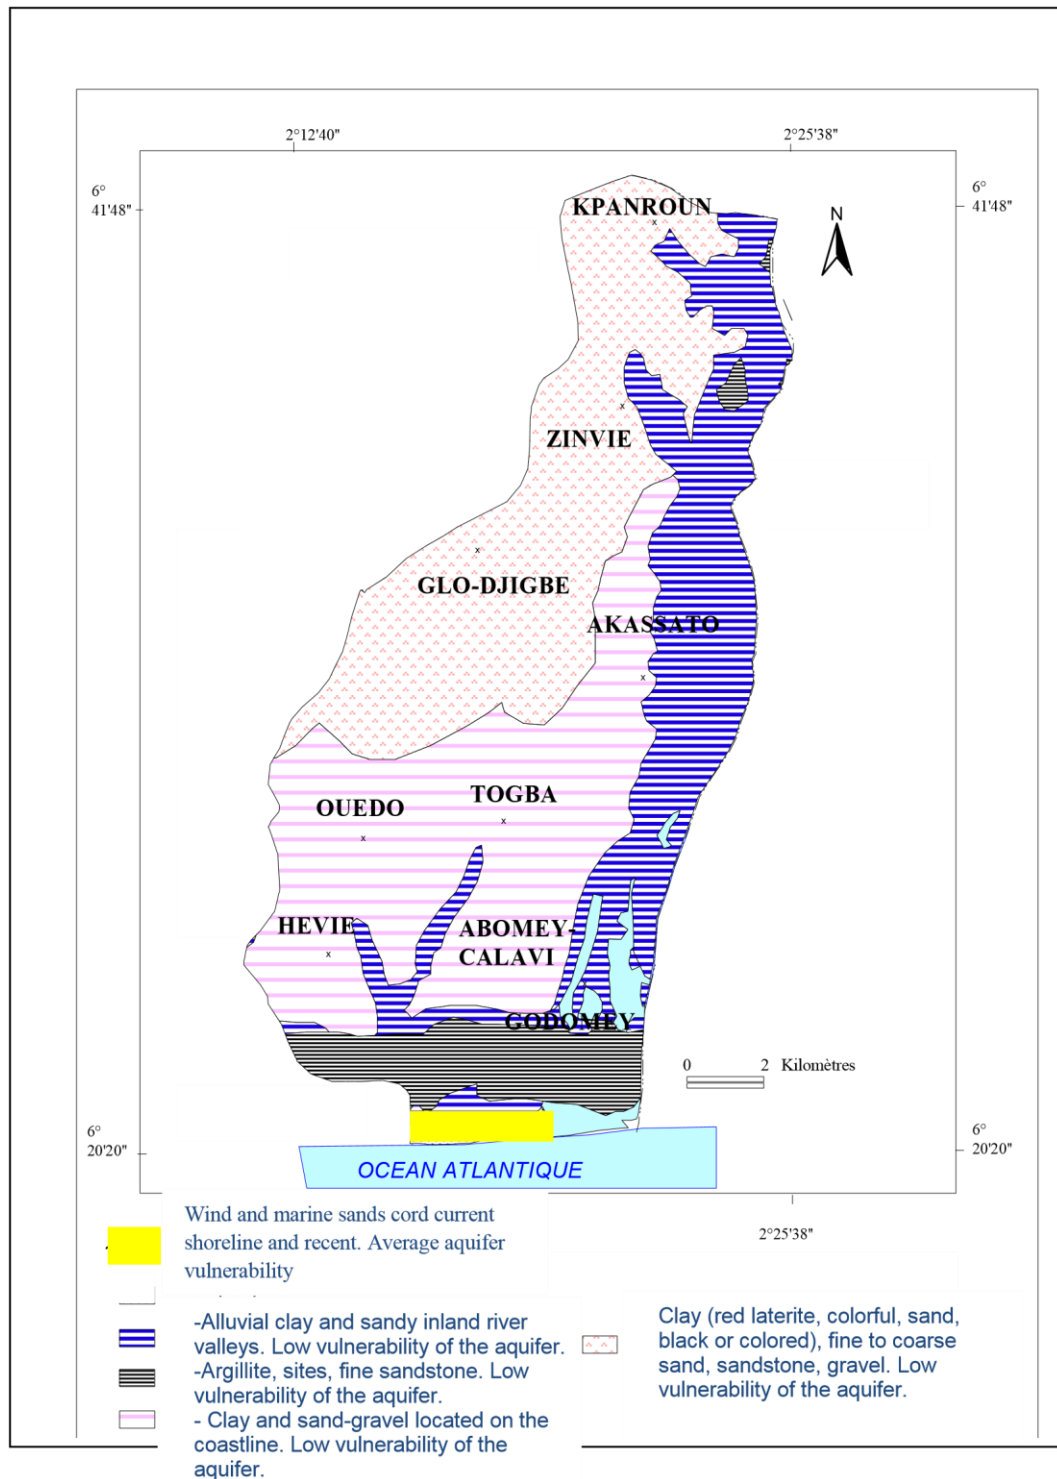 2°12'40"
2°25'38"
6°
41'48"
6°
41'48"
N
KPANROUN
x
x
ZINVIE
x
GLO-DJIGBE
AKASSATO
x
TOGBA
OUEDO
x
x
HEVIE
ABOMEY-
CALAVI
x
GODOMEY
0 2 Kilomètres
6°
20'20"
6°
20'20"
OCEAN ATLANTIQUE
2°25'38"
Wind and marine sands cord current
shoreline and recent. Average aquifer
vulnerability
-Alluvial clay and sandy inland river
valleys. Low vulnerability of the aquifer.
-Argillite, sites, fine sandstone. Low
vulnerability of the aquifer.
- Clay and sand-gravel located on the
coastline. Low vulnerability of the
aquifer.
Clay (red laterite, colorful, sand,
black or colored), fine to coarse
sand, sandstone, gravel. Low
vulnerability of the aquifer.